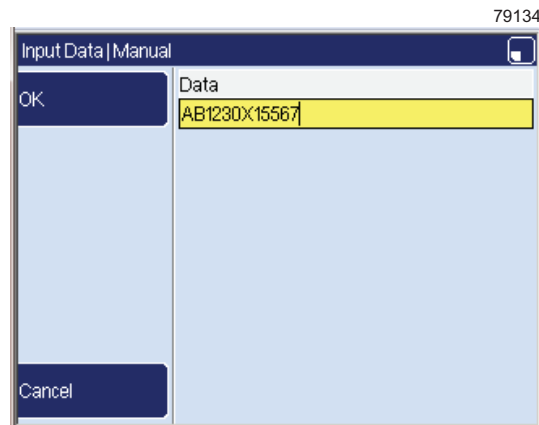 79134
Input Data | Manual
OK
Data
AB1230X15567
Cancel